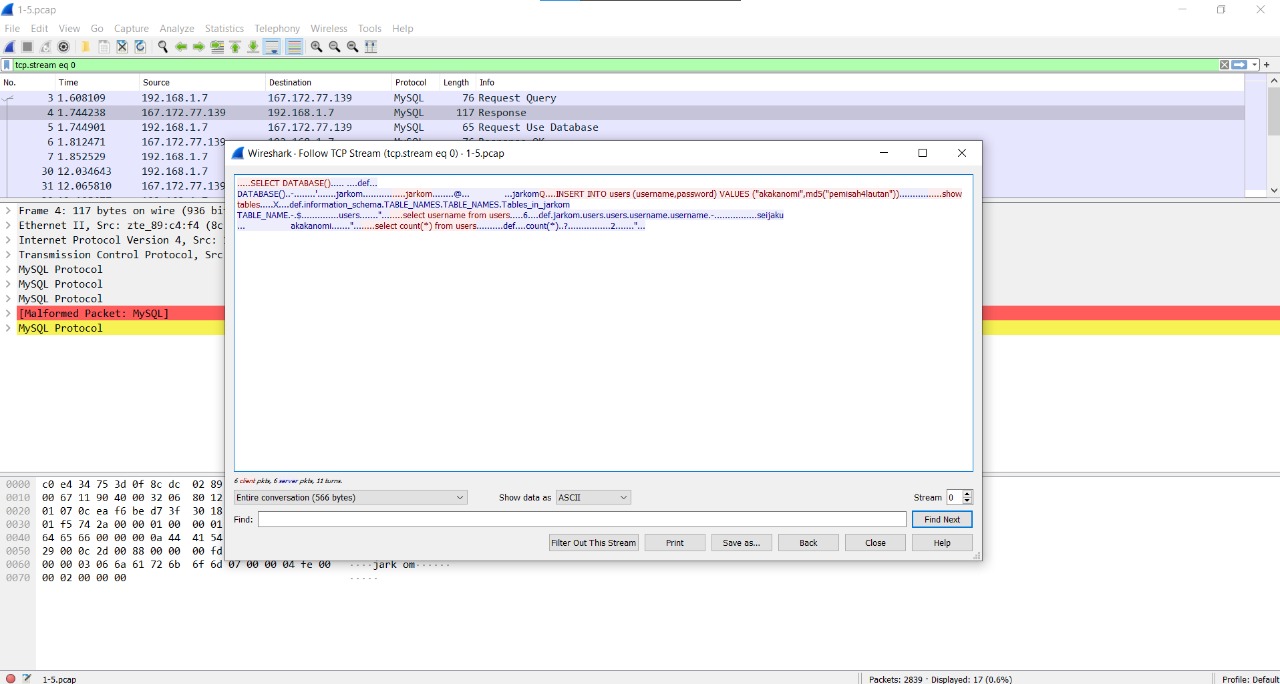 1-5.pcap
File Edit View Go Capture Analyze Statistics Telephony Wireless Tools Help
tcp.stream eq 0
No. Time Source Destination Protocol Length Info
3 1.608109 192.168.1.7 167.172.77.139 MySQL 76 Request Query
4 1.744238 167.172.77.139 192.168.1.7 MySQL 117 Response
5 1.744901 192.168.1.7 167.172.77.139 MySQL 65 Request Use Database
6 1.812471 167.172.77.139
7 1.852529 192.168.1.7
30 12.034643 192.168.1.7
31 12.065810 167.172.77.139
Wireshark · Follow TCP Stream (tcp.stream eq 0) · 1-5.pcap
.....SELECT DATABASE()..... ....def...
DATABASE()..-........'.......jarkom...............jarkom........@... ...jarkomQ....INSERT INTO users (username,password) VALUES ("akakanomi",md5("pemisah4lautan"))...............show
tables.....X....def.information_schema.TABLE_NAMES.TABLE_NAMES.Tables_in_jarkom
TABLE_NAME.-.$..............users.......".......select username from users.....6....def.jarkom.users.users.username.username.-...............seijaku
... akakanomi......."........select count(*) from users..........def....count(*)..?................2......."...
Frame 4: 117 bytes on wire (936 bi
Ethernet II, Src: zte_89:c4:f4 (8c
Internet Protocol Version 4, Src:
Transmission Control Protocol, Src
MySQL Protocol
MySQL Protocol
MySQL Protocol
[Malformed Packet: MySQL]
MySQL Protocol
6 client pkts, 6 server pkts, 11 turns.
Entire conversation (566 bytes) Show data as ASCII Stream 0
Find: Find Next
Filter Out This Stream Print Save as... Back Close Help
0000 c0 e4 34 75 3d 0f 8c dc 02 89
0010 00 67 11 90 40 00 32 06 80 12
0020 01 07 0c ea f6 be d7 3f 30 18
0030 01 f5 74 2a 00 00 01 00 00 01
0040 64 65 66 00 00 00 0a 44 41 54
0050 29 00 0c 2d 00 88 00 00 00 fd
0060 00 00 03 06 6a 61 72 6b 6f 6d 07 00 00 04 fe 00 ····jark om······
0070 00 02 00 00 00 ·····
1-5.pcap Packets: 2839 · Displayed: 17 (0.6%) Profile: Default